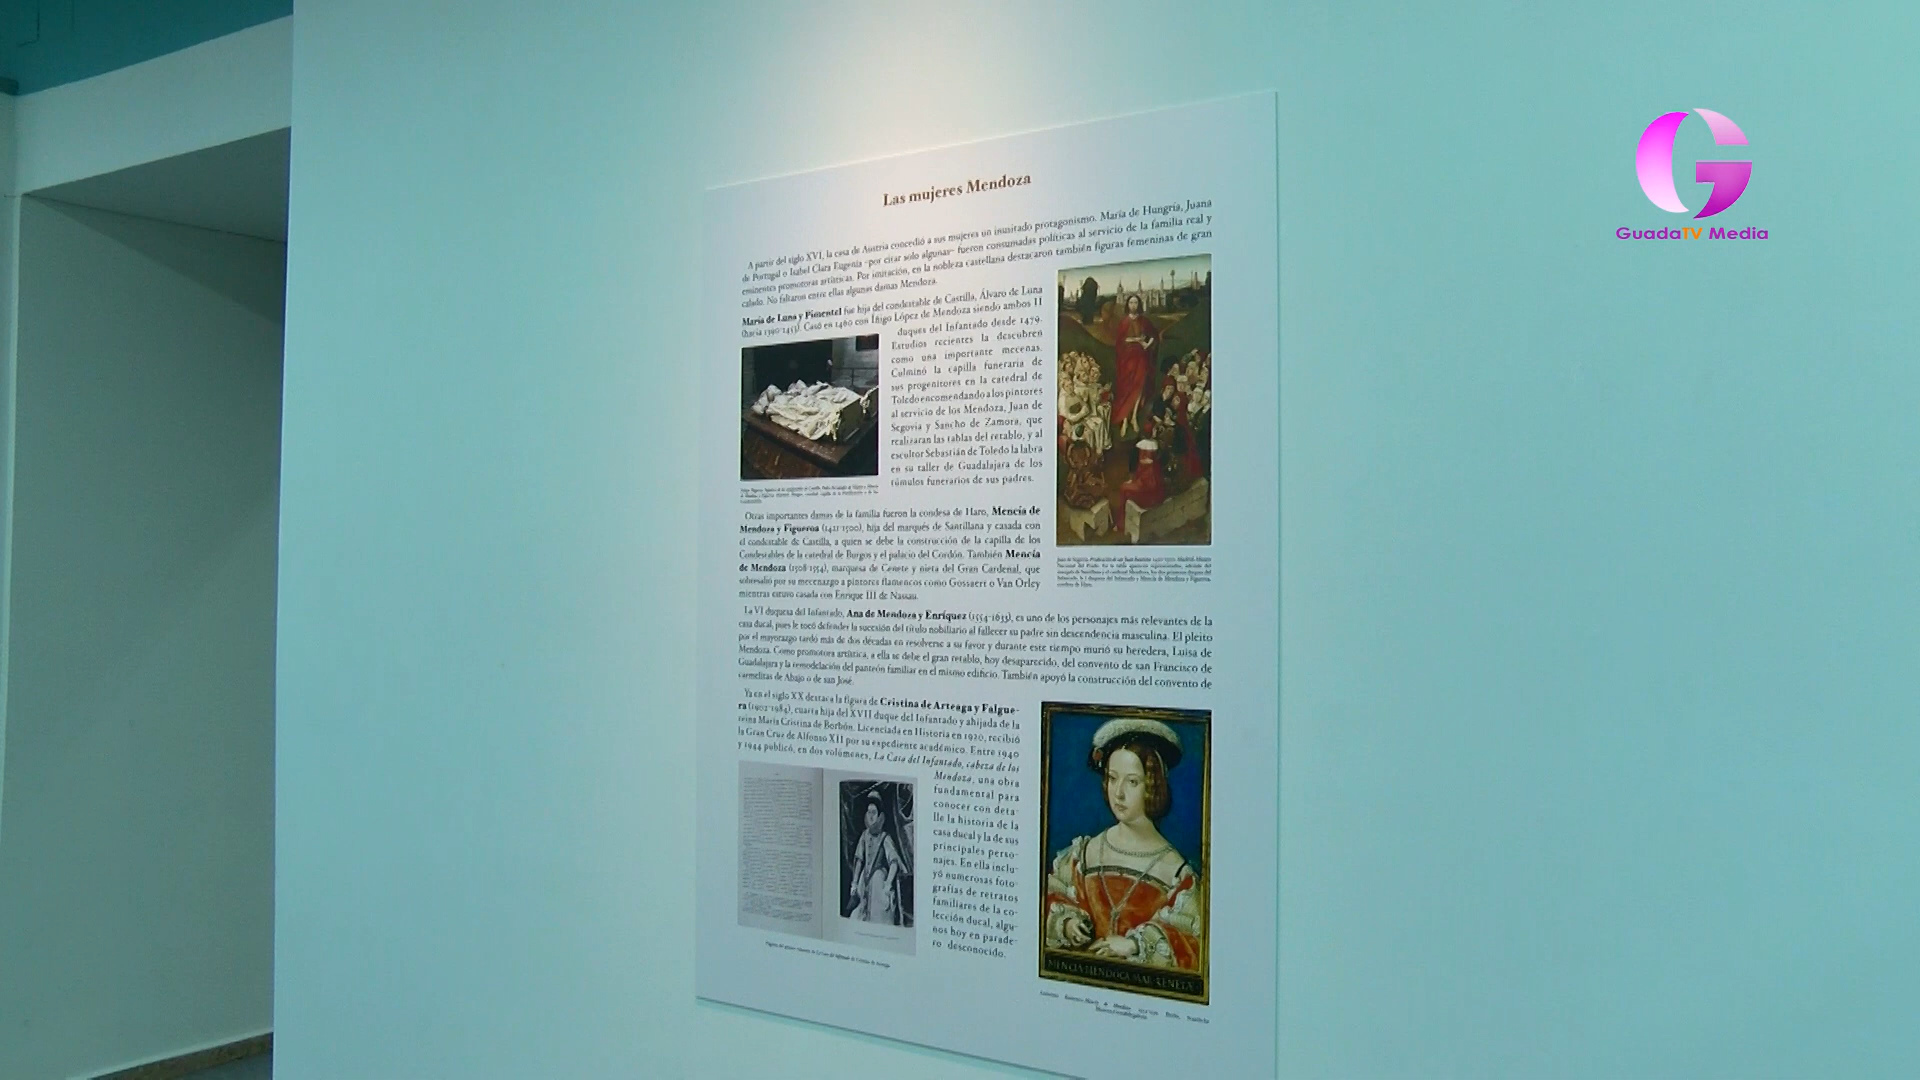 GuadaTV Media
Las mujeres Mendoza
A partir del siglo XVI, la casa de Austria concedió a sus mujeres un inusitado protagonismo. María de Hungría, Juana
de Portugal o Isabel Clara Eugenia -por citar solo algunas- fueron consumadas políticas al servicio de la familia real y
eminentes promotoras artísticas. Por imitación, en la nobleza castellana destacaron también figuras femeninas de gran
calado. No faltaron entre ellas algunas damas Mendoza.
María de Luna y Pimentel fue hija del condestable de Castilla, Álvaro de Luna
(hacia 1390-1453). Casó en 1460 con Íñigo López de Mendoza siendo ambos II
duques del Infantado desde 1479.
Estudios recientes la descubren
como una importante mecenas.
Culminó la capilla funeraria de
sus progenitores en la catedral de
Toledo encomendando a los pintores
al servicio de los Mendoza, Juan de
Segovia y Sancho de Zamora, que
realizaran las tablas del retablo, y al
escultor Sebastián de Toledo la labra
en su taller de Guadalajara de los
túmulos funerarios de sus padres.
Otras importantes damas de la familia fueron la condesa de Haro, Mencía de
Mendoza y Figueroa (1421-1500), hija del marqués de Santillana y casada con
el condestable de Castilla, a quien se debe la construcción de la capilla de los
Condestables de la catedral de Burgos y el palacio del Cordón. También Mencía
de Mendoza (1508-1554), marquesa de Cenete y nieta del Gran Cardenal, que
sobresalió por su mecenazgo a pintores flamencos como Gossaert o Van Orley
mientras estuvo casada con Enrique III de Nassau.
La VI duquesa del Infantado, Ana de Mendoza y Enríquez (1554-1633), es uno de los personajes más relevantes de la
casa ducal, pues le tocó defender la sucesión del título nobiliario al fallecer su padre sin descendencia masculina. El pleito
por el mayorazgo tardó más de dos décadas en resolverse a su favor y durante este tiempo murió su heredera, Luisa de
Mendoza. Como promotora artística, a ella se debe el gran retablo, hoy desaparecido, del convento de san Francisco de
Guadalajara y la remodelación del panteón familiar en el mismo edificio. También apoyó la construcción del convento de
carmelitas de Abajo o de san José.
Ya en el siglo XX destaca la figura de Cristina de Arteaga y Falgue-
ra (1902-1984), cuarta hija del XVII duque del Infantado y ahijada de la
reina María Cristina de Borbón. Licenciada en Historia en 1920, recibió
la Gran Cruz de Alfonso XII por su expediente académico. Entre 1940
y 1944 publicó, en dos volúmenes, La Casa del Infantado, cabeza de los
Mendoza, una obra
fundamental para
conocer con deta-
lle la historia de la
casa ducal y la de sus
principales perso-
najes. En ella inclu-
yó numerosas foto-
grafías de retratos
familiares de la co-
lección ducal, algu-
nos hoy en parade-
ro desconocido.